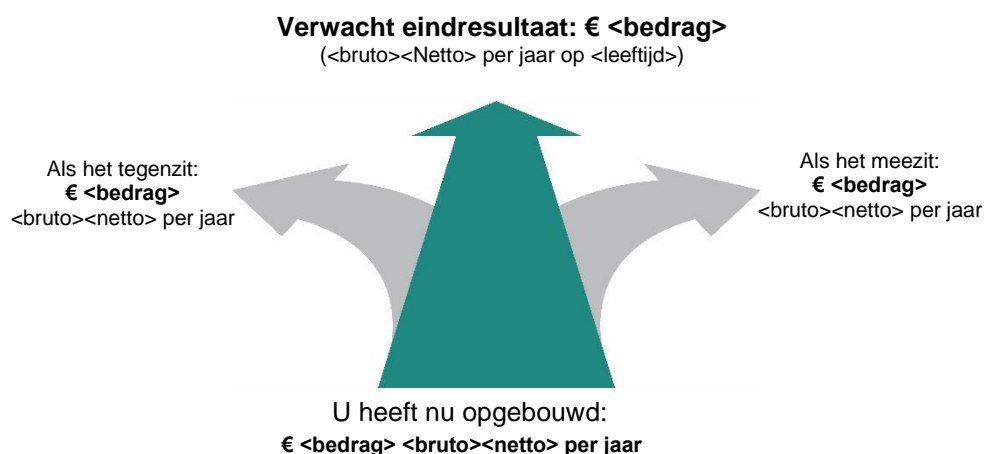 Verwacht eindresultaat: € <bedrag>
(<bruto><Netto> per jaar op <leeftijd>)
Als het tegenzit:
€ <bedrag>
<bruto><netto> per jaar
Als het meezit:
€ <bedrag>
<bruto><netto> per jaar
U heeft nu opgebouwd:
€ <bedrag> <bruto><netto> per jaar